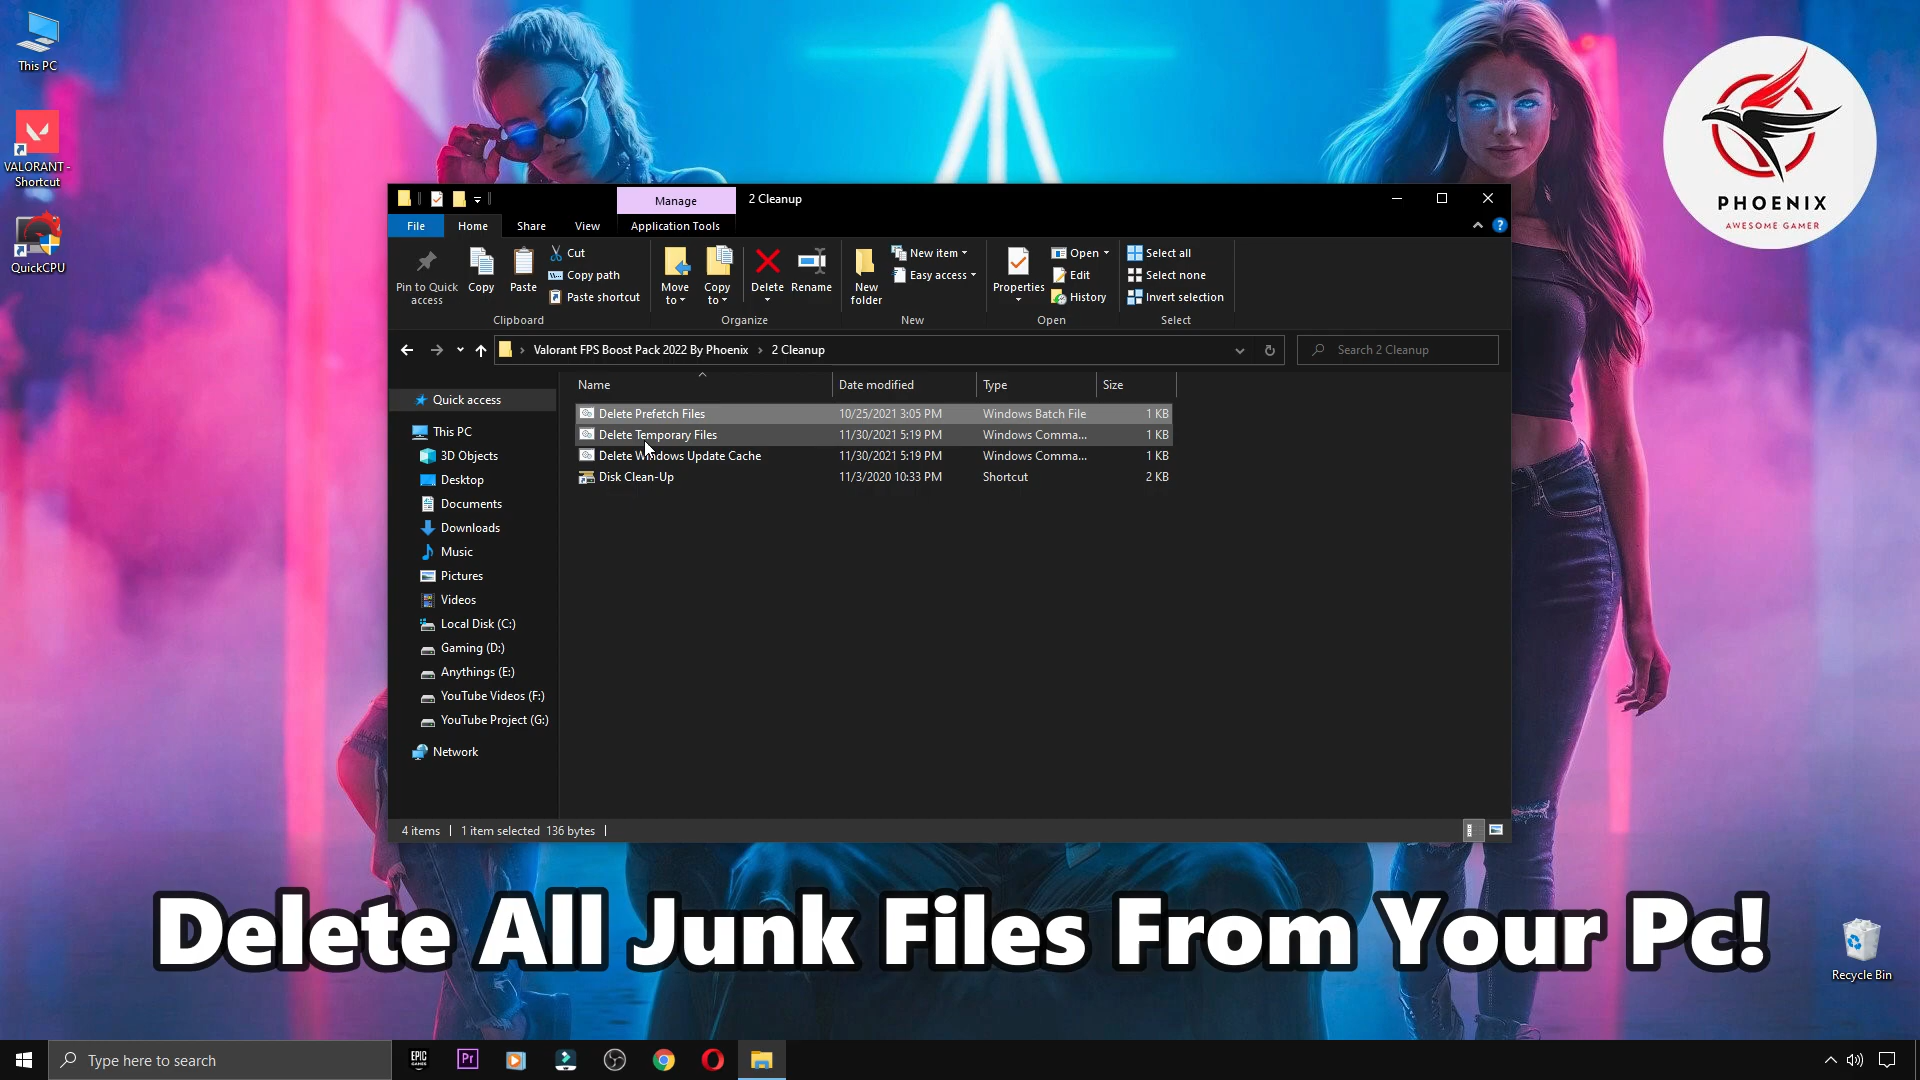 This PC
VALORANT -
Shortcut
QuickCPU
PHOENIX
AWESOME GAMER
Manage
2 Cleanup
File
Home
Share
View
Application Tools
Pin to Quick
access
Copy
Paste
Cut
Copy path
Paste shortcut
Clipboard
Move
to
Copy
to
Delete
Rename
Organize
New
folder
New item
Easy access
New
Properties
Open
Edit
History
Open
Select all
Select none
Invert selection
Select
Valorant FPS Boost Pack 2022 By Phoenix > 2 Cleanup
Search 2 Cleanup
Name Date modified Type Size
Delete Prefetch Files 10/25/2021 3:05 PM Windows Batch File 1 KB
Delete Temporary Files 11/30/2021 5:19 PM Windows Comma... 1 KB
Delete Windows Update Cache 11/30/2021 5:19 PM Windows Comma... 1 KB
Disk Clean-Up 11/3/2020 10:33 PM Shortcut 2 KB
Quick access
This PC
3D Objects
Desktop
Documents
Downloads
Music
Pictures
Videos
Local Disk (C:)
Gaming (D:)
Anythings (E:)
YouTube Videos (F:)
YouTube Project (G:)
Network
4 items
1 item selected 136 bytes
Delete All Junk Files From Your Pc!
Recycle Bin
Type here to search
EPIC
GAMES
Pr